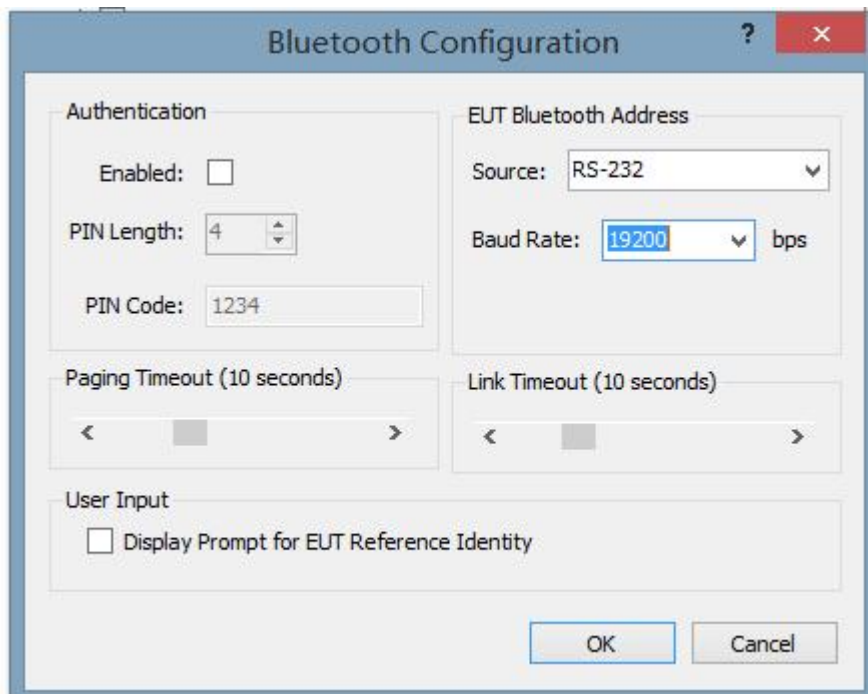 Bluetooth Configuration
?
Authentication
Enabled:
PIN Length: 4
PIN Code: 1234
EUT Bluetooth Address
Source: RS-232
Baud Rate: 19200 bps
Paging Timeout (10 seconds)
Link Timeout (10 seconds)
User Input
Display Prompt for EUT Reference Identity
OK
Cancel